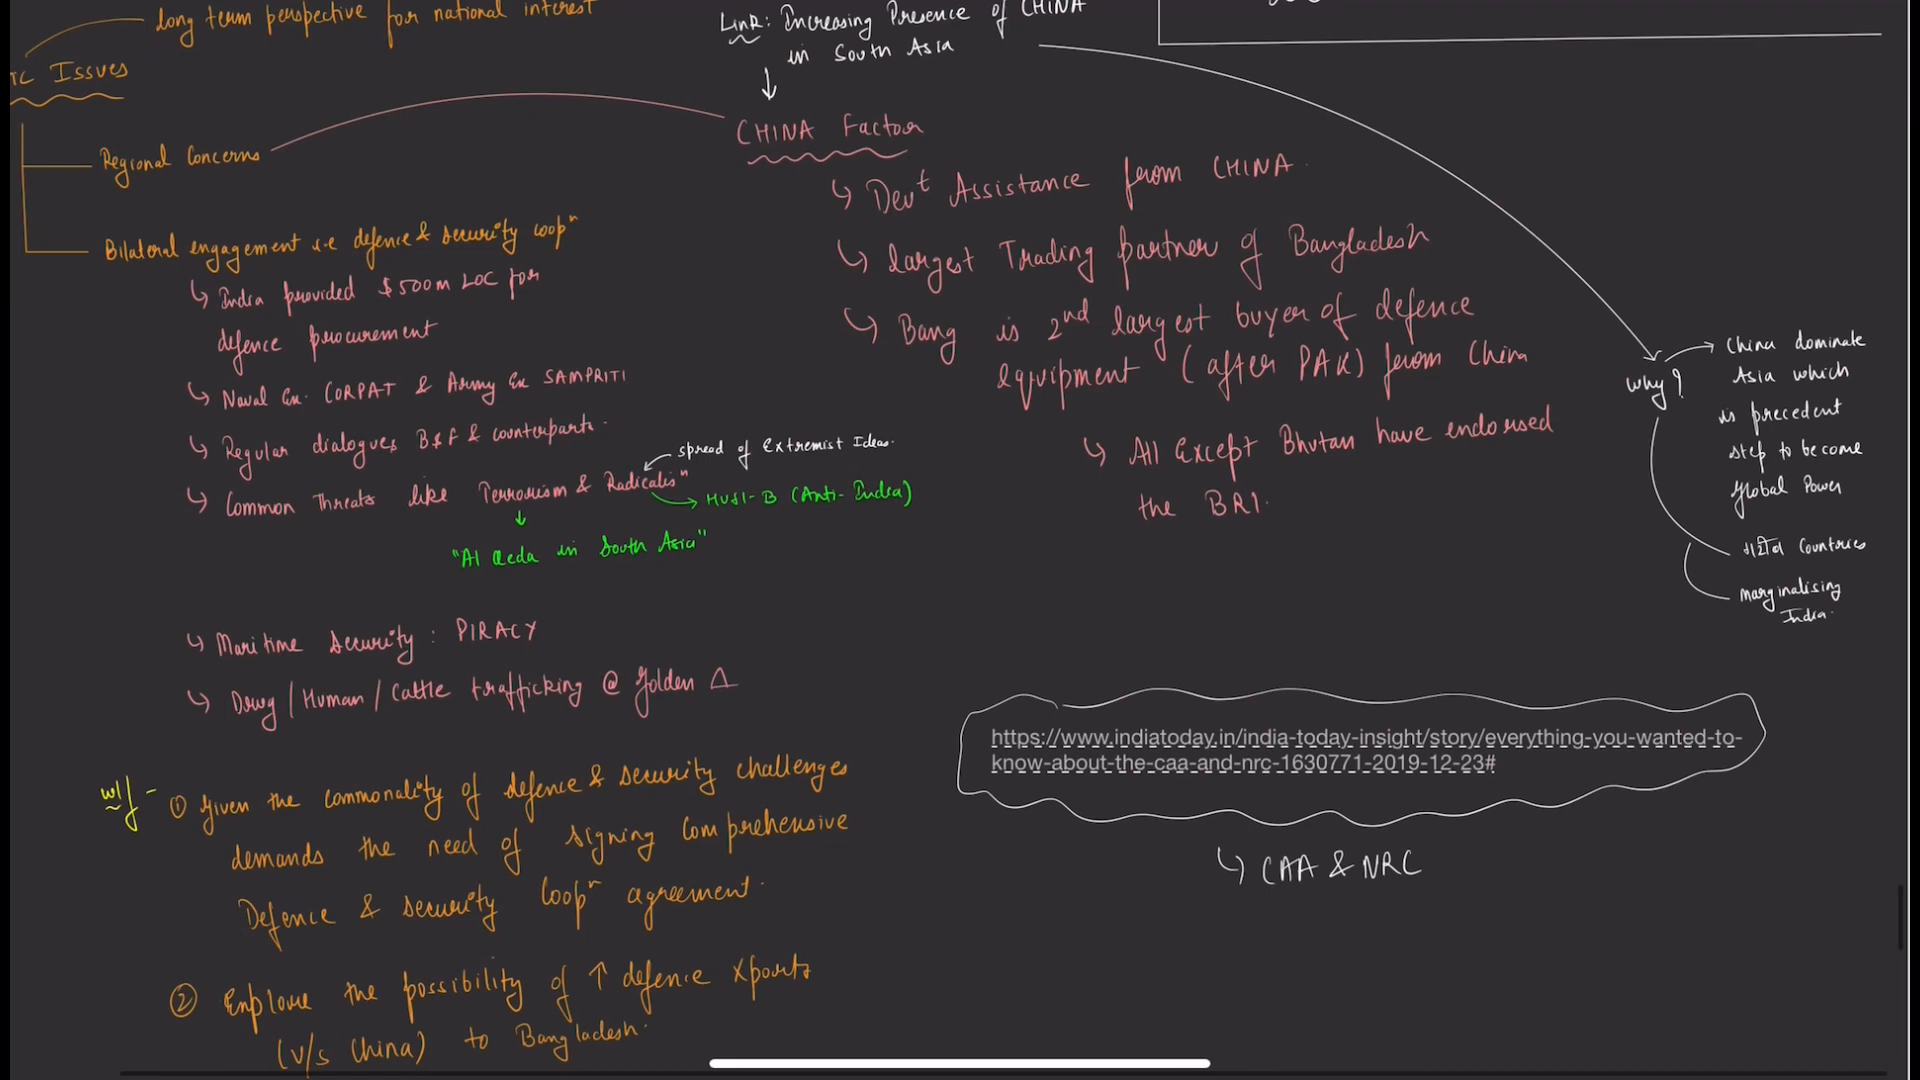 long term perspective for national interest
TC Issues
Regional Concerns
Bilateral engagement i.e defence & security coopⁿ
↳ India provided $500m LOC for
defence procurement
↳ Naval Ex. CORPAT & Army Ex SAMPRITI
↳ Regular dialogues B&F & counterparts.
↳ Common Threats like Terrorism & Radicalisⁿ
spread of Extremist Ideas.
HUJI-B (Anti-India)
"Al Qeda in South Asia"
↳ Maritime Security : PIRACY
↳ Drug / Human / Cattle trafficking @ Golden Δ
wf -
① Given the commonality of defence & security challenges
demands the need of signing comprehensive
Defence & security Coopⁿ agreement.
② Explore the possibility of ↑ defence Xports
(v/s China) to Bangladesh.
Link: Increasing Presence of CHINA
in South Asia
↓
CHINA Factor
↳ Devᵗ Assistance from CHINA.
↳ largest Trading partner of Bangladesh
↳ Bang is 2nd largest buyer of defence
equipment (after PAK) from China
↳ All Except Bhutan have endorsed
the BRI.
Why?
China dominate
Asia which
is precedent
step to become
Global Power
गरीब Countries
marginalising
India.
https://www.indiatoday.in/india-today-insight/story/everything-you-wanted-to-
know-about-the-caa-and-nrc-1630771-2019-12-23#
↳ CAA & NRC